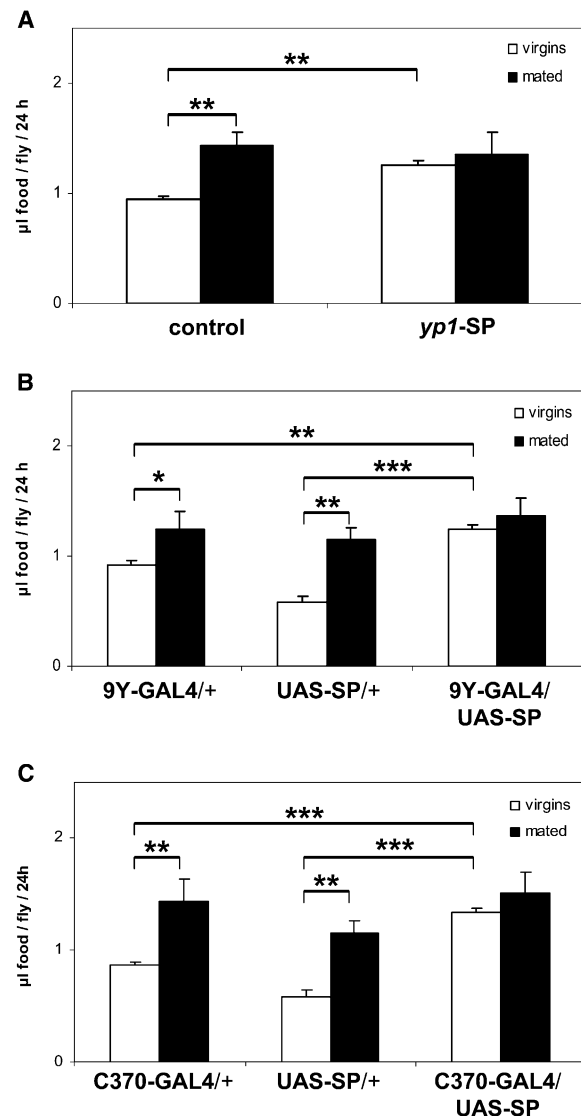 A
µl food / fly / 24 h
2
1
0
virgins
mated
**
**
control
yp1-SP
B
µl food / fly / 24 h
2
1
0
virgins
mated
**
***
*
**
9Y-GAL4/+
UAS-SP/+
9Y-GAL4/
UAS-SP
C
µl food / fly / 24h
2
1
0
virgins
mated
***
***
**
**
C370-GAL4/+
UAS-SP/+
C370-GAL4/
UAS-SP